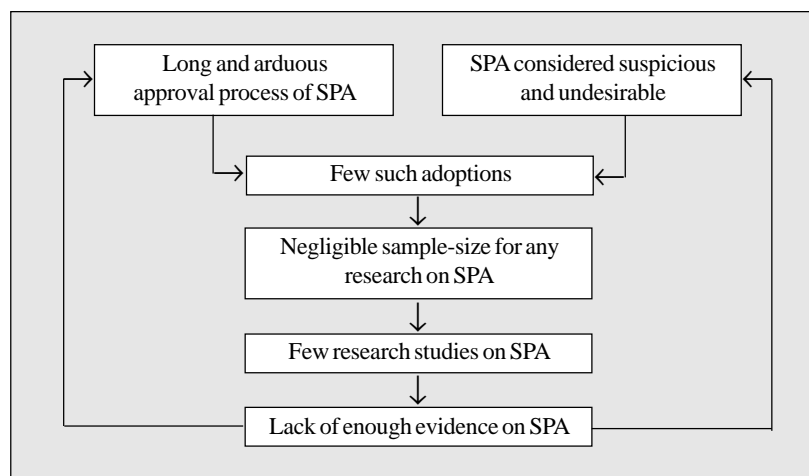 Long and arduous
approval process of SPA
SPA considered suspicious
and undesirable
Few such adoptions
Negligible sample-size for any
research on SPA
Few research studies on SPA
Lack of enough evidence on SPA